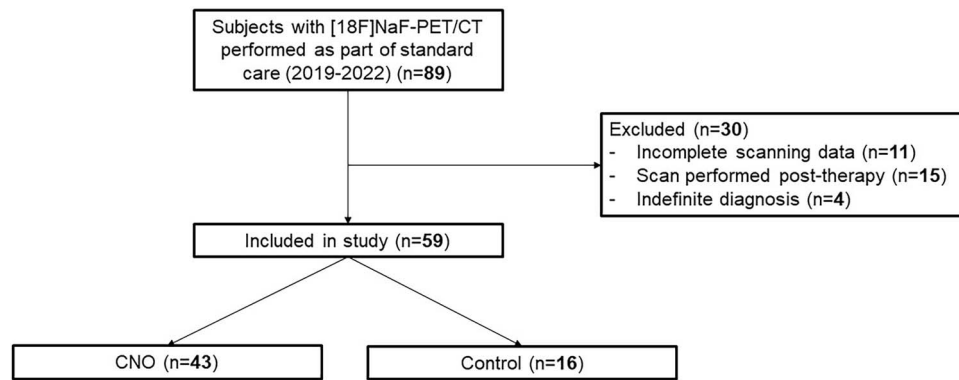 Subjects with [18F]NaF-PET/CT
performed as part of standard
care (2019-2022) (n=89)
Excluded (n=30)
- Incomplete scanning data (n=11)
- Scan performed post-therapy (n=15)
- Indefinite diagnosis (n=4)
Included in study (n=59)
CNO (n=43)
Control (n=16)